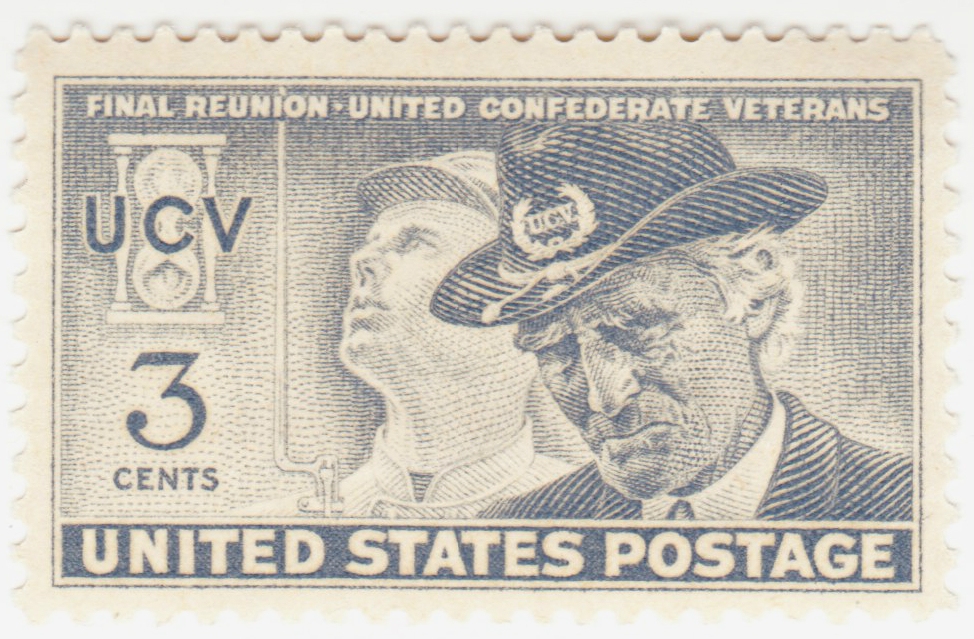 FINAL REUNION·UNITED CONFEDERATE VETERANS
UCV
UCV
3
CENTS
UNITED STATES POSTAGE